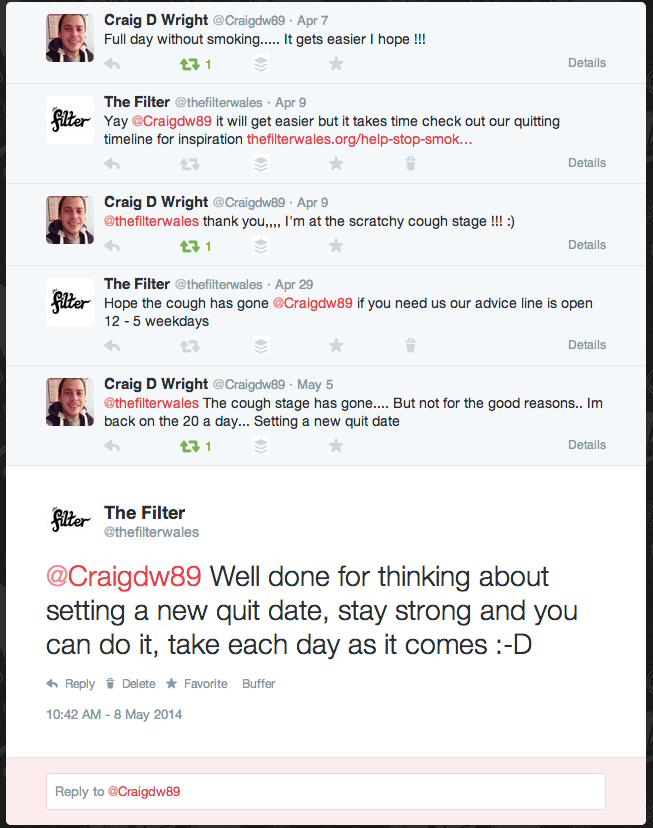 Craig D Wright @Craigdw89 · Apr 7
Full day without smoking..... It gets easier I hope !!!
1
Details
the filter
The Filter @thefilterwales · Apr 9
Yay @Craigdw89 it will get easier but it takes time check out our quitting
timeline for inspiration thefilterwales.org/help-stop-smok…
Details
Craig D Wright @Craigdw89 · Apr 9
@thefilterwales thank you,,,, I'm at the scratchy cough stage !!! :)
1
Details
the filter
The Filter @thefilterwales · Apr 29
Hope the cough has gone @Craigdw89 if you need us our advice line is open
12 - 5 weekdays
Details
Craig D Wright @Craigdw89 · May 5
@thefilterwales The cough stage has gone.... But not for the good reasons.. Im
back on the 20 a day... Setting a new quit date
1
Details
the filter
The Filter
@thefilterwales
@Craigdw89 Well done for thinking about
setting a new quit date, stay strong and you
can do it, take each day as it comes :-D
Reply Delete Favorite Buffer
10:42 AM - 8 May 2014
Reply to @Craigdw89